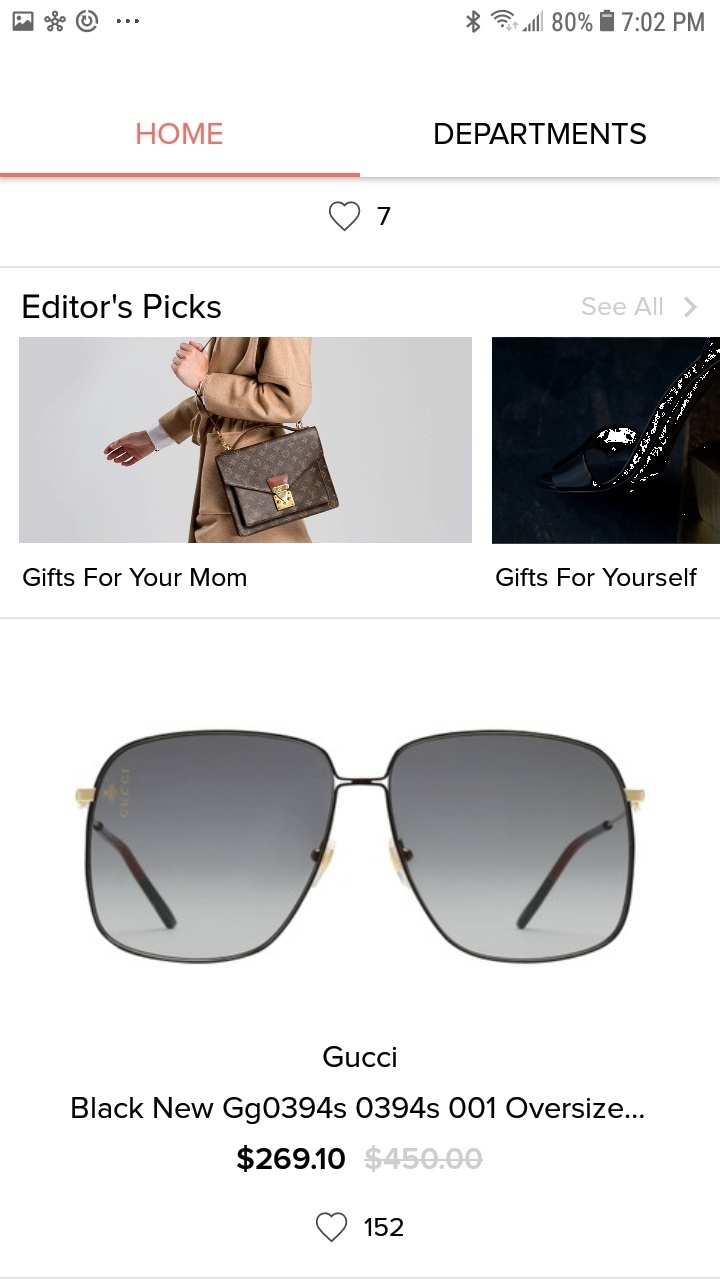 80% 7:02 PM
HOME DEPARTMENTS
7
Editor's Picks See All
Gifts For Your Mom Gifts For Yourself
GUCCI
Gucci
Black New Gg0394s 0394s 001 Oversize...
$269.10 $450.00
152